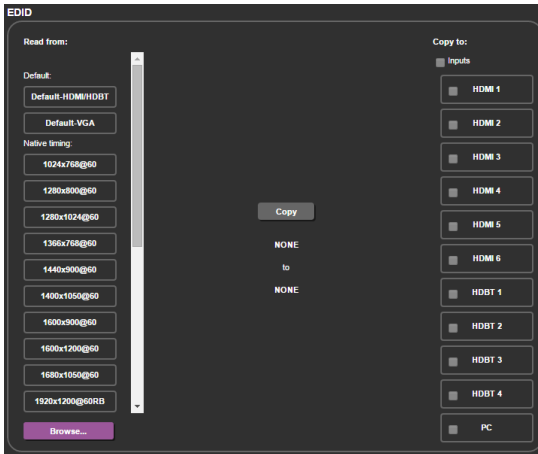 EDID
Read from:
Default:
Default-HDMI/HDBT
Default-VGA
Native timing:
1024x768@60
1280x800@60
1280x1024@60
1366x768@60
1440x900@60
1400x1050@60
1600x900@60
1600x1200@60
1680x1050@60
1920x1200@60RB
Browse...
Copy
NONE
to
NONE
Copy to:
Inputs
HDMI 1
HDMI 2
HDMI 3
HDMI 4
HDMI 5
HDMI 6
HDBT 1
HDBT 2
HDBT 3
HDBT 4
PC